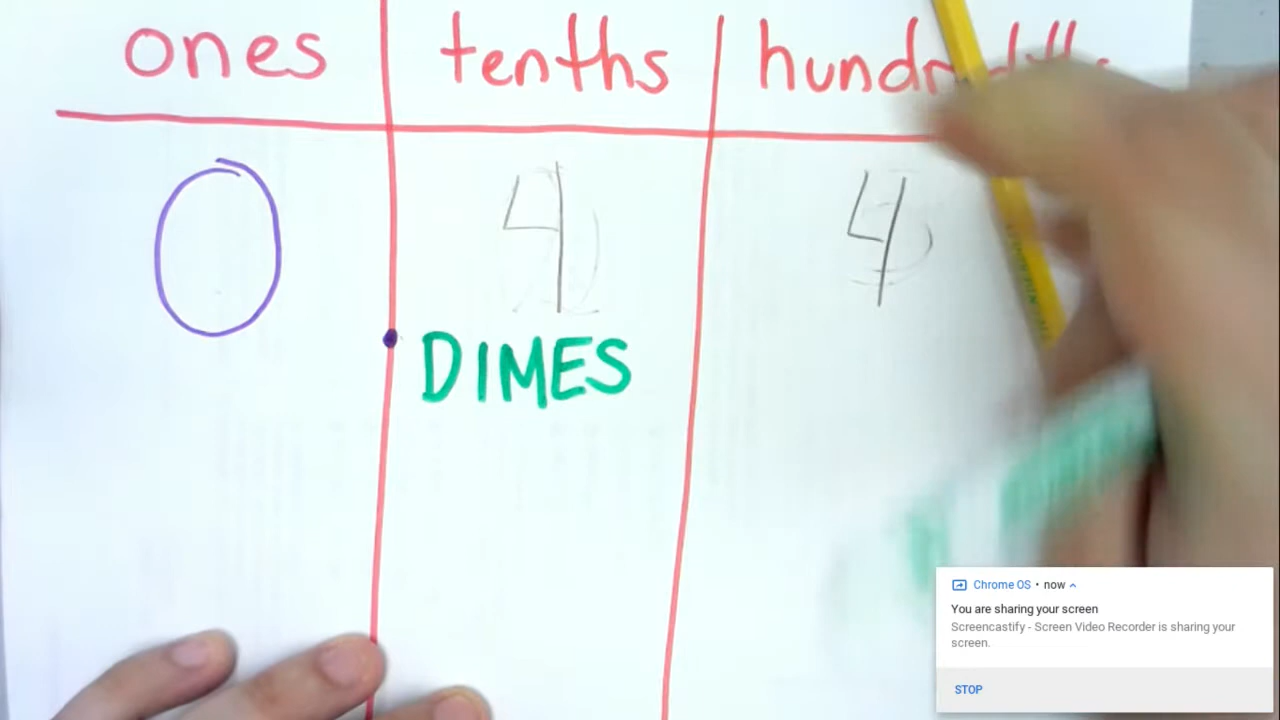 ones tenths
0 4 4
DIMES
Chrome OS • now
You are sharing your screen
Screencastify - Screen Video Recorder is sharing your
screen.
STOP